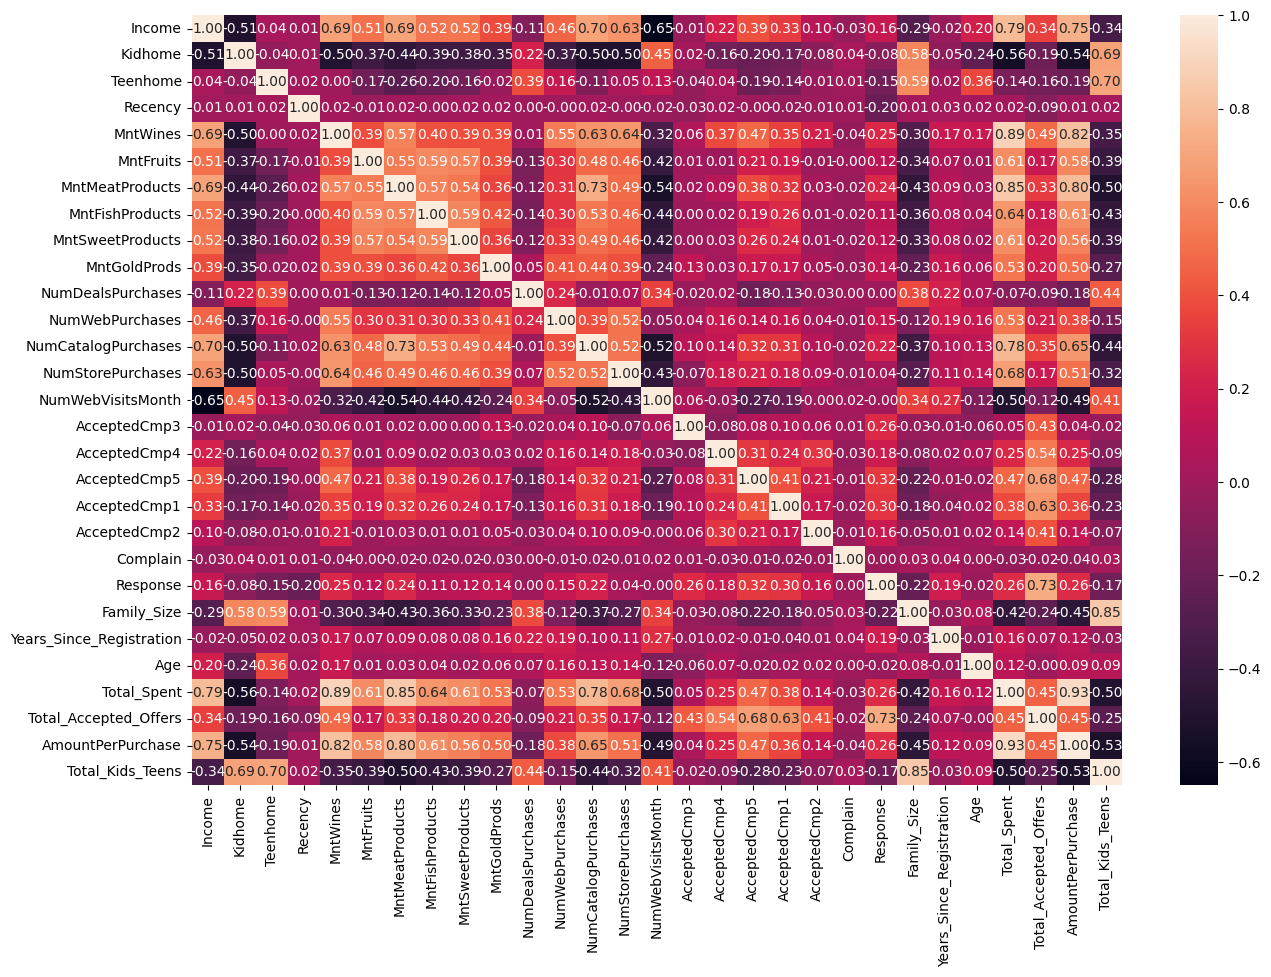 Income 1.00 -0.51 0.04 0.01 0.69 0.51 0.69 0.52 0.52 0.39 -0.11 0.46 0.70 0.63 -0.65 -0.01 0.22 0.39 0.33 0.10 -0.03 0.16 -0.29 -0.02 0.20 0.79 0.34 0.75 -0.34
Kidhome -0.51 1.00 -0.04 0.01 -0.50 -0.37 -0.44 -0.39 -0.38 -0.35 0.22 -0.37 -0.50 -0.50 0.45 0.02 -0.16 -0.20 -0.17 -0.08 0.04 -0.08 0.58 -0.05 -0.24 -0.56 -0.19 -0.54 0.69
Teenhome 0.04 -0.04 1.00 0.02 0.00 -0.17 -0.26 -0.20 -0.16 -0.02 0.39 0.16 -0.11 0.05 0.13 -0.04 0.04 -0.19 -0.14 -0.01 0.01 -0.15 0.59 0.02 0.36 -0.14 -0.16 -0.19 0.70
Recency 0.01 0.01 0.02 1.00 0.02 -0.01 0.02 -0.00 0.02 0.02 0.00 -0.00 0.02 -0.00 -0.02 -0.03 0.02 -0.00 -0.02 -0.01 0.01 -0.20 0.01 0.03 0.02 0.02 -0.09 0.01 0.02
MntWines 0.69 -0.50 0.00 0.02 1.00 0.39 0.57 0.40 0.39 0.39 0.01 0.55 0.63 0.64 -0.32 0.06 0.37 0.47 0.35 0.21 -0.04 0.25 -0.30 0.17 0.17 0.89 0.49 0.82 -0.35
MntFruits 0.51 -0.37 -0.17 -0.01 0.39 1.00 0.55 0.59 0.57 0.39 -0.13 0.30 0.48 0.46 -0.42 0.01 0.01 0.21 0.19 -0.01 -0.00 0.12 -0.34 0.07 0.01 0.61 0.17 0.58 -0.39
MntMeatProducts 0.69 -0.44 -0.26 0.02 0.57 0.55 1.00 0.57 0.54 0.36 -0.12 0.31 0.73 0.49 -0.54 0.02 0.09 0.38 0.32 0.03 -0.02 0.24 -0.43 0.09 0.03 0.85 0.33 0.80 -0.50
MntFishProducts 0.52 -0.39 -0.20 -0.00 0.40 0.59 0.57 1.00 0.59 0.42 -0.14 0.30 0.53 0.46 -0.44 -0.00 0.02 0.19 0.26 0.01 -0.02 0.11 -0.36 0.08 0.04 0.64 0.18 0.61 -0.43
MntSweetProducts 0.52 -0.38 -0.16 0.02 0.39 0.57 0.54 0.59 1.00 0.36 -0.12 0.33 0.49 0.46 -0.42 0.00 0.03 0.26 0.24 0.01 -0.02 0.12 -0.33 0.08 0.02 0.61 0.20 0.56 -0.39
MntGoldProds 0.39 -0.35 -0.02 0.02 0.39 0.39 0.36 0.42 0.36 1.00 0.05 0.41 0.44 0.39 -0.24 0.13 0.03 0.17 0.17 0.05 -0.03 0.14 -0.23 0.16 0.06 0.53 0.20 0.50 -0.27
NumDealsPurchases -0.11 0.22 0.39 0.00 0.01 -0.13 -0.12 -0.14 -0.12 0.05 1.00 0.24 -0.01 0.07 0.34 -0.02 0.02 -0.18 -0.13 -0.03 0.00 0.00 0.38 0.22 0.07 -0.07 -0.09 -0.18 0.44
NumWebPurchases 0.46 -0.37 0.16 -0.00 0.55 0.30 0.31 0.30 0.33 0.41 0.24 1.00 0.39 0.52 -0.05 0.04 0.16 0.14 0.16 0.04 -0.01 0.15 -0.12 0.19 0.16 0.53 0.21 0.38 -0.15
NumCatalogPurchases 0.70 -0.50 -0.11 0.02 0.63 0.48 0.73 0.53 0.49 0.44 -0.01 0.39 1.00 0.52 -0.52 0.10 0.14 0.32 0.31 0.10 -0.02 0.22 -0.37 0.10 0.13 0.78 0.35 0.65 -0.44
NumStorePurchases 0.63 -0.50 0.05 -0.00 0.64 0.46 0.49 0.46 0.46 0.39 0.07 0.52 0.52 1.00 -0.43 -0.07 0.18 0.21 0.18 0.09 -0.01 0.04 -0.27 0.11 0.14 0.68 0.17 0.51 -0.32
NumWebVisitsMonth -0.65 0.45 0.13 -0.02 -0.32 -0.42 -0.54 -0.44 -0.42 -0.24 0.34 -0.05 -0.52 -0.43 1.00 0.06 -0.03 -0.27 -0.19 -0.00 0.02 -0.00 0.34 0.27 -0.12 -0.50 -0.12 -0.49 0.41
AcceptedCmp3 -0.01 0.02 -0.04 -0.03 0.06 0.01 0.02 -0.00 0.00 0.13 -0.02 0.04 0.10 -0.07 0.06 1.00 -0.08 0.08 0.10 0.06 0.01 0.26 -0.03 -0.01 -0.06 0.05 0.43 0.04 -0.02
AcceptedCmp4 0.22 -0.16 0.04 0.02 0.37 0.01 0.09 0.02 0.03 0.03 0.02 0.16 0.14 0.18 -0.03 -0.08 1.00 0.31 0.24 0.30 -0.03 0.18 -0.08 0.02 0.07 0.25 0.54 0.25 -0.09
AcceptedCmp5 0.39 -0.20 -0.19 -0.00 0.47 0.21 0.38 0.19 0.26 0.17 -0.18 0.14 0.32 0.21 -0.27 0.08 0.31 1.00 0.41 0.21 -0.01 0.32 -0.22 -0.01 -0.02 0.47 0.68 0.47 -0.28
AcceptedCmp1 0.33 -0.17 -0.14 -0.02 0.35 0.19 0.32 0.26 0.24 0.17 -0.13 0.16 0.31 0.18 -0.19 0.10 0.24 0.41 1.00 0.17 -0.02 0.30 -0.18 -0.04 0.02 0.38 0.63 0.36 -0.23
AcceptedCmp2 0.10 -0.08 -0.01 -0.01 0.21 -0.01 0.03 0.01 0.01 0.05 -0.03 0.04 0.10 0.09 -0.00 0.06 0.30 0.21 0.17 1.00 -0.01 0.16 -0.05 0.01 0.02 0.14 0.41 0.14 -0.07
Complain -0.03 0.04 0.01 0.01 -0.04 -0.00 -0.02 -0.02 -0.02 -0.03 0.00 -0.01 -0.02 -0.01 0.02 0.01 -0.03 -0.01 -0.02 -0.01 1.00 0.00 0.03 0.04 0.00 -0.03 -0.02 -0.04 0.03
Response 0.16 -0.08 -0.15 -0.20 0.25 0.12 0.24 0.11 0.12 0.14 0.00 0.15 0.22 0.04 -0.00 0.26 0.18 0.32 0.30 0.16 0.00 1.00 -0.22 0.19 -0.02 0.26 0.73 0.26 -0.17
Family_Size -0.29 0.58 0.59 0.01 -0.30 -0.34 -0.43 -0.36 -0.33 -0.23 0.38 -0.12 -0.37 -0.27 0.34 -0.03 -0.08 -0.22 -0.18 -0.05 0.03 -0.22 1.00 -0.03 0.08 -0.42 -0.24 -0.45 0.85
Years_Since_Registration -0.02 -0.05 0.02 0.03 0.17 0.07 0.09 0.08 0.08 0.16 0.22 0.19 0.10 0.11 0.27 -0.01 0.02 -0.01 -0.04 0.01 0.04 0.19 -0.03 1.00 -0.01 0.16 0.07 0.12 -0.03
Age 0.20 -0.24 0.36 0.02 0.17 0.01 0.03 0.04 0.02 0.06 0.07 0.16 0.13 0.14 -0.12 -0.06 0.07 -0.02 0.02 0.02 0.00 -0.02 0.08 -0.01 1.00 0.12 -0.00 0.09 0.09
Total_Spent 0.79 -0.56 -0.14 0.02 0.89 0.61 0.85 0.64 0.61 0.53 -0.07 0.53 0.78 0.68 -0.50 0.05 0.25 0.47 0.38 0.14 -0.03 0.26 -0.42 0.16 0.12 1.00 0.45 0.93 -0.50
Total_Accepted_Offers 0.34 -0.19 -0.16 -0.09 0.49 0.17 0.33 0.18 0.20 0.20 -0.09 0.21 0.35 0.17 -0.12 0.43 0.54 0.68 0.63 0.41 -0.02 0.73 -0.24 0.07 -0.00 0.45 1.00 0.45 -0.25
AmountPerPurchase 0.75 -0.54 -0.19 0.01 0.82 0.58 0.80 0.61 0.56 0.50 -0.18 0.38 0.65 0.51 -0.49 0.04 0.25 0.47 0.36 0.14 -0.04 0.26 -0.45 0.12 0.09 0.93 0.45 1.00 -0.53
Total_Kids_Teens -0.34 0.69 0.70 0.02 -0.35 -0.39 -0.50 -0.43 -0.39 -0.27 0.44 -0.15 -0.44 -0.32 0.41 -0.02 -0.09 -0.28 -0.23 -0.07 0.03 -0.17 0.85 -0.03 0.09 -0.50 -0.25 -0.53 1.00
Income
Kidhome
Teenhome
Recency
MntWines
MntFruits
MntMeatProducts
MntFishProducts
MntSweetProducts
MntGoldProds
NumDealsPurchases
NumWebPurchases
NumCatalogPurchases
NumStorePurchases
NumWebVisitsMonth
AcceptedCmp3
AcceptedCmp4
AcceptedCmp5
AcceptedCmp1
AcceptedCmp2
Complain
Response
Family_Size
Years_Since_Registration
Age
Total_Spent
Total_Accepted_Offers
AmountPerPurchase
Total_Kids_Teens
1.0
0.8
0.6
0.4
0.2
0.0
−0.2
−0.4
−0.6